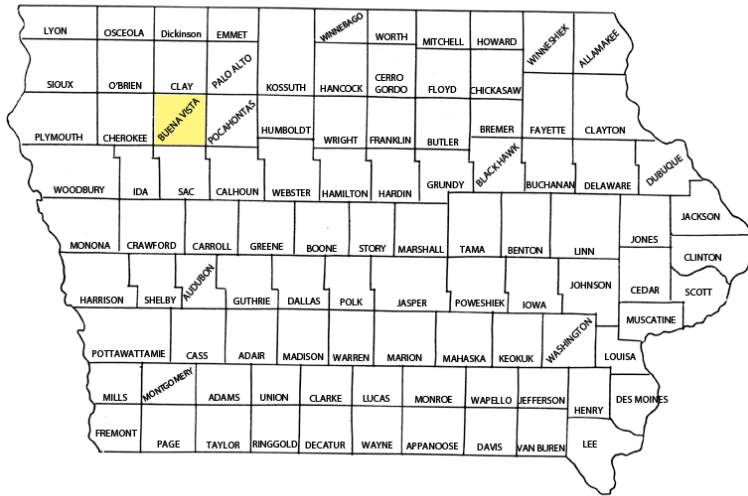 LYON OSCEOLA Dickinson EMMET WINNEBAGO WORTH MITCHELL HOWARD WINNESHIEK ALLAMAKEE
SIOUX O'BRIEN CLAY PALO ALTO KOSSUTH HANCOCK CERRO GORDO FLOYD CHICKASAW
PLYMOUTH CHEROKEE BUENA VISTA POCAHONTAS HUMBOLDT WRIGHT FRANKLIN BUTLER BREMER FAYETTE CLAYTON
WOODBURY IDA SAC CALHOUN WEBSTER HAMILTON HARDIN GRUNDY BLACK HAWK BUCHANAN DELAWARE DUBUQUE
MONONA CRAWFORD CARROLL GREENE BOONE STORY MARSHALL TAMA BENTON LINN JONES JACKSON
CLINTON
HARRISON SHELBY AUDUBON GUTHRIE DALLAS POLK JASPER POWESHIEK IOWA JOHNSON CEDAR SCOTT
MUSCATINE
POTTAWATTAMIE CASS ADAIR MADISON WARREN MARION MAHASKA KEOKUK WASHINGTON LOUISA
MILLS MONTGOMERY ADAMS UNION CLARKE LUCAS MONROE WAPELLO JEFFERSON HENRY DES MOINES
FREMONT PAGE TAYLOR RINGGOLD DECATUR WAYNE APPANOOSE DAVIS VAN BUREN LEE